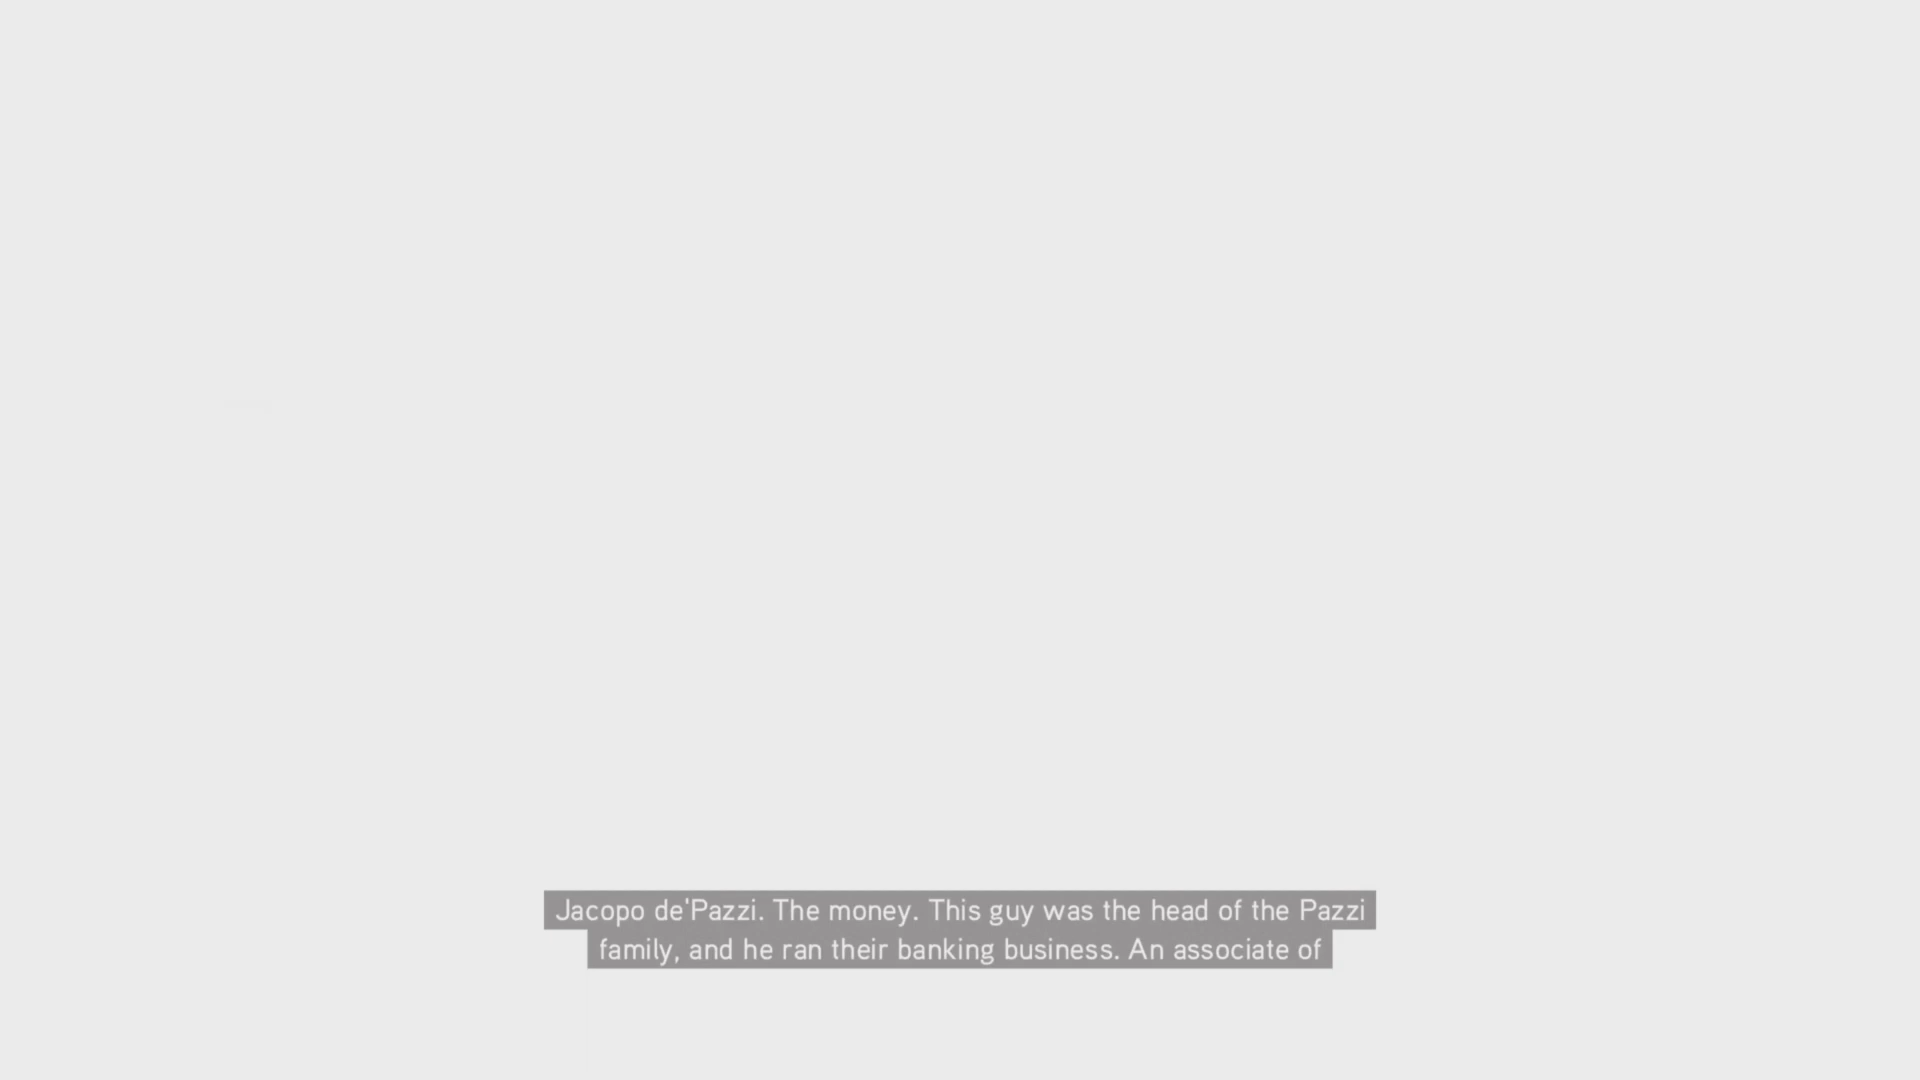 Jacopo de'Pazzi. The money. This guy was the head of the Pazzi
family, and he ran their banking business. An associate of